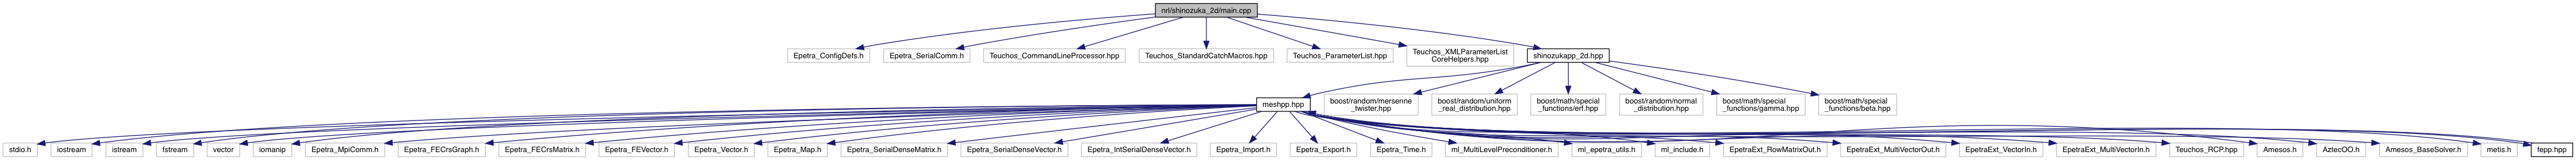 nrl/shinozuka_2d/main.cpp
Epetra_ConfigDefs.h
Epetra_SerialComm.h
Teuchos_CommandLineProcessor.hpp
Teuchos_StandardCatchMacros.hpp
Teuchos_ParameterList.hpp
Teuchos_XMLParameterList
CoreHelpers.hpp
shinozukapp_2d.hpp
meshpp.hpp
boost/random/mersenne
_twister.hpp
boost/random/uniform
_real_distribution.hpp
boost/math/special
_functions/erf.hpp
boost/random/normal
_distribution.hpp
boost/math/special
_functions/gamma.hpp
boost/math/special
_functions/beta.hpp
stdio.h
iostream
istream
fstream
vector
iomanip
Epetra_MpiComm.h
Epetra_FECrsGraph.h
Epetra_FECrsMatrix.h
Epetra_FEVector.h
Epetra_Vector.h
Epetra_Map.h
Epetra_SerialDenseMatrix.h
Epetra_SerialDenseVector.h
Epetra_IntSerialDenseVector.h
Epetra_Import.h
Epetra_Export.h
Epetra_Time.h
ml_MultiLevelPreconditioner.h
ml_epetra_utils.h
ml_include.h
EpetraExt_RowMatrixOut.h
EpetraExt_MultiVectorOut.h
EpetraExt_VectorIn.h
EpetraExt_MultiVectorIn.h
Teuchos_RCP.hpp
Amesos.h
AztecOO.h
Amesos_BaseSolver.h
metis.h
fepp.hpp